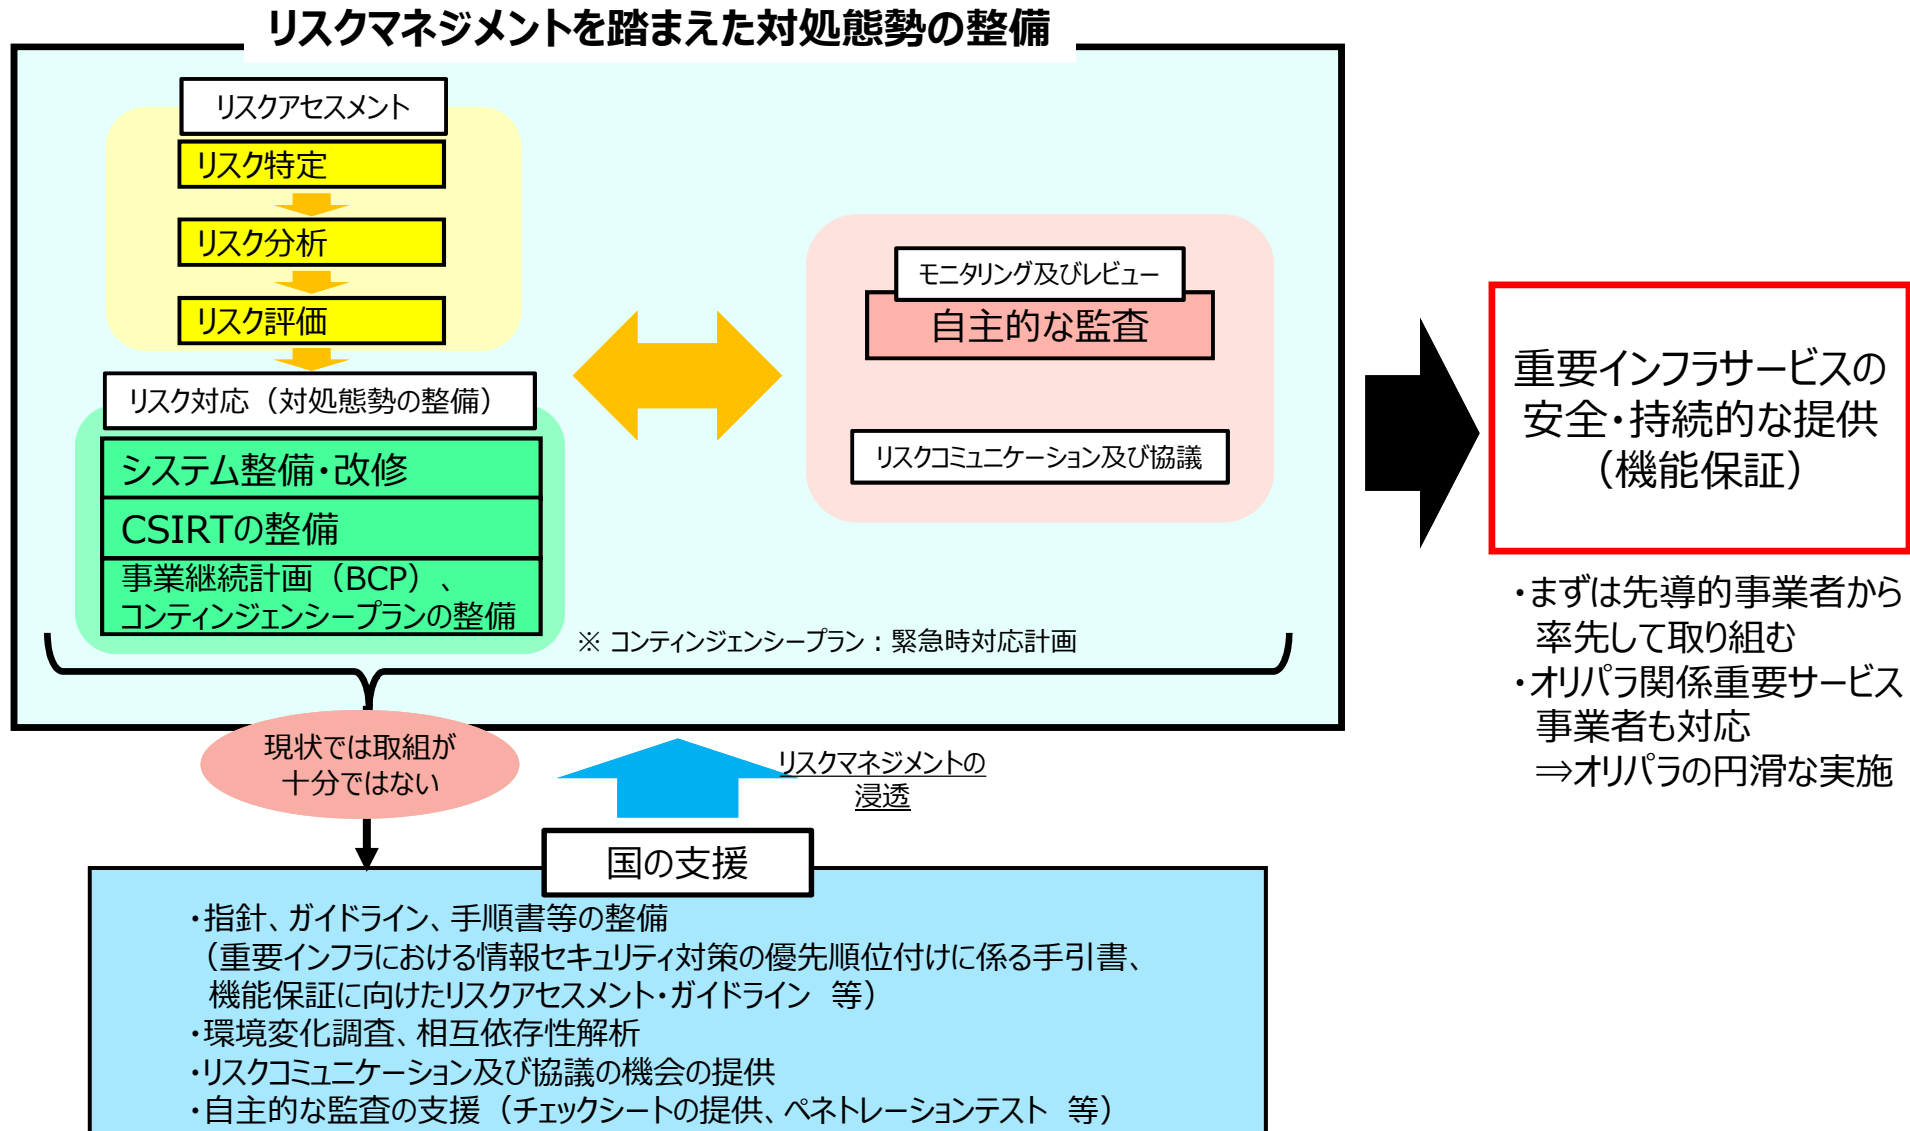 リスクマネジメントを踏まえた対処態勢の整備
リスクアセスメント
リスク特定
リスク分析
リスク評価
リスク対応（対処態勢の整備）
システム整備・改修
CSIRTの整備
事業継続計画（BCP）、
コンティンジェンシープランの整備
モニタリング及びレビュー
自主的な監査
リスクコミュニケーション及び協議
※ コンティンジェンシープラン：緊急時対応計画
重要インフラサービスの
安全・持続的な提供
（機能保証）
・まずは先導的事業者から
率先して取り組む
・オリパラ関係重要サービス
事業者も対応
⇒オリパラの円滑な実施
現状では取組が
十分ではない
リスクマネジメントの
浸透
国の支援
・指針、ガイドライン、手順書等の整備
（重要インフラにおける情報セキュリティ対策の優先順位付けに係る手引書、
機能保証に向けたリスクアセスメント・ガイドライン 等）
・環境変化調査、相互依存性解析
・リスクコミュニケーション及び協議の機会の提供
・自主的な監査の支援（チェックシートの提供、ペネトレーションテスト 等）